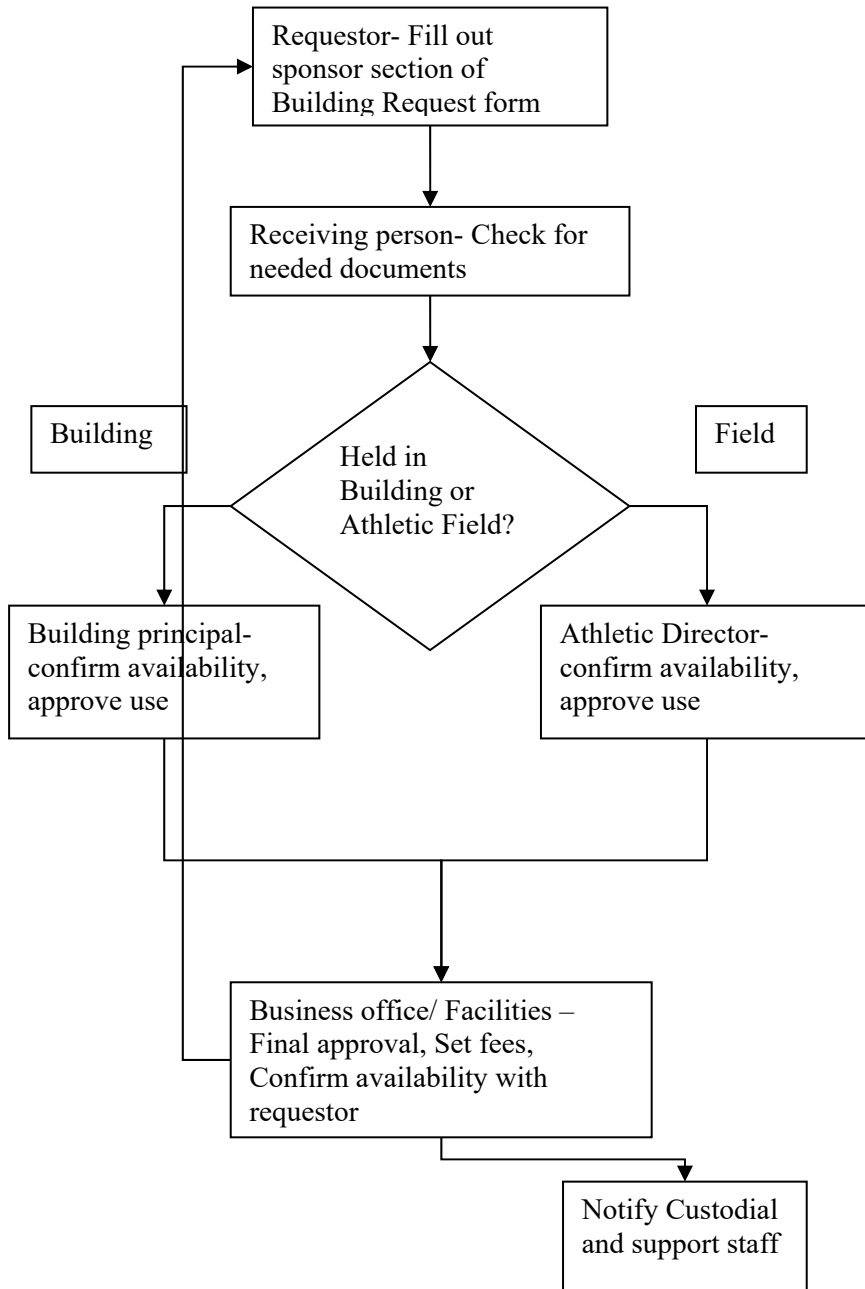 Requestor- Fill out
sponsor section of
Building Request form
Receiving person- Check for
needed documents
Building
Field
Held in
Building or
Athletic Field?
Building principal-
confirm availability,
approve use
Athletic Director-
confirm availability,
approve use
Business office/ Facilities –
Final approval, Set fees,
Confirm availability with
requestor
Notify Custodial
and support staff